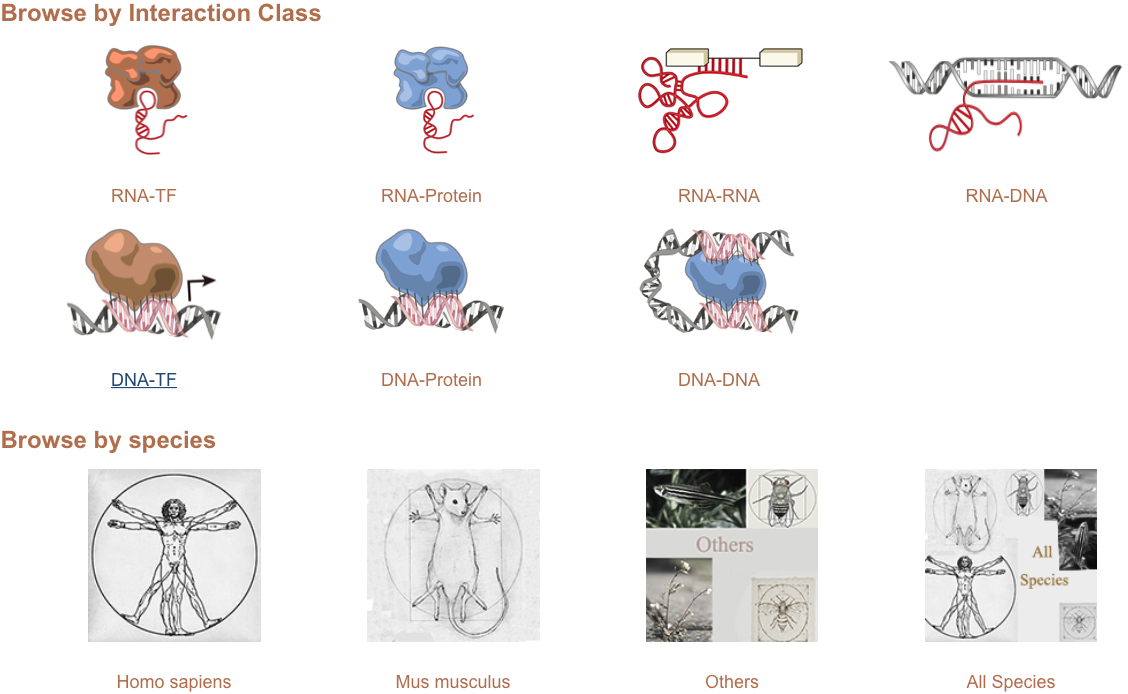 Browse by Interaction Class
RNA-TF
RNA-Protein
RNA-RNA
RNA-DNA
DNA-TF
DNA-Protein
DNA-DNA
Browse by species
Others
All
Species
Homo sapiens
Mus musculus
Others
All Species